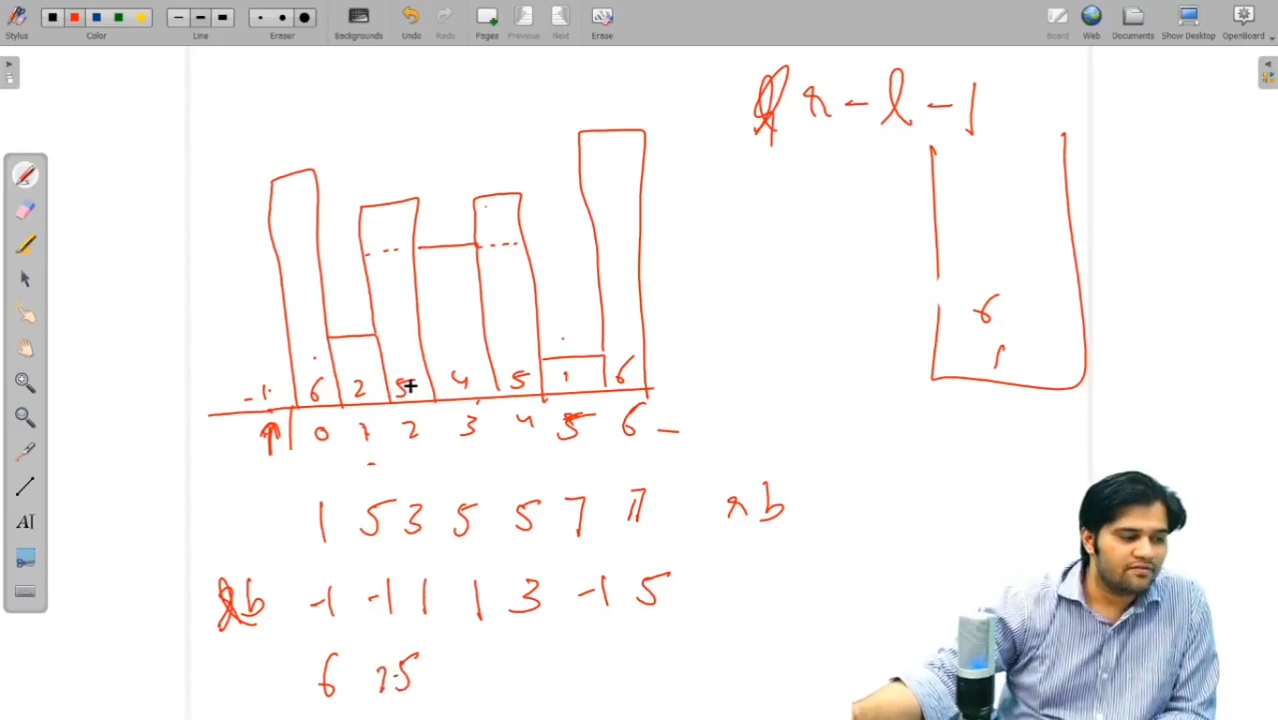 Stylus Color Line Eraser Backgrounds Undo Redo Pages Previous Next Erase Board Web Documents Show Desktop OpenBoard
r - l - 1
6
1
-1 6 2 5 4 5 1 6
0 1 2 3 4 5 6
1 5 3 5 5 7 7 rb
lb -1 -1 1 1 3 -1 5
6